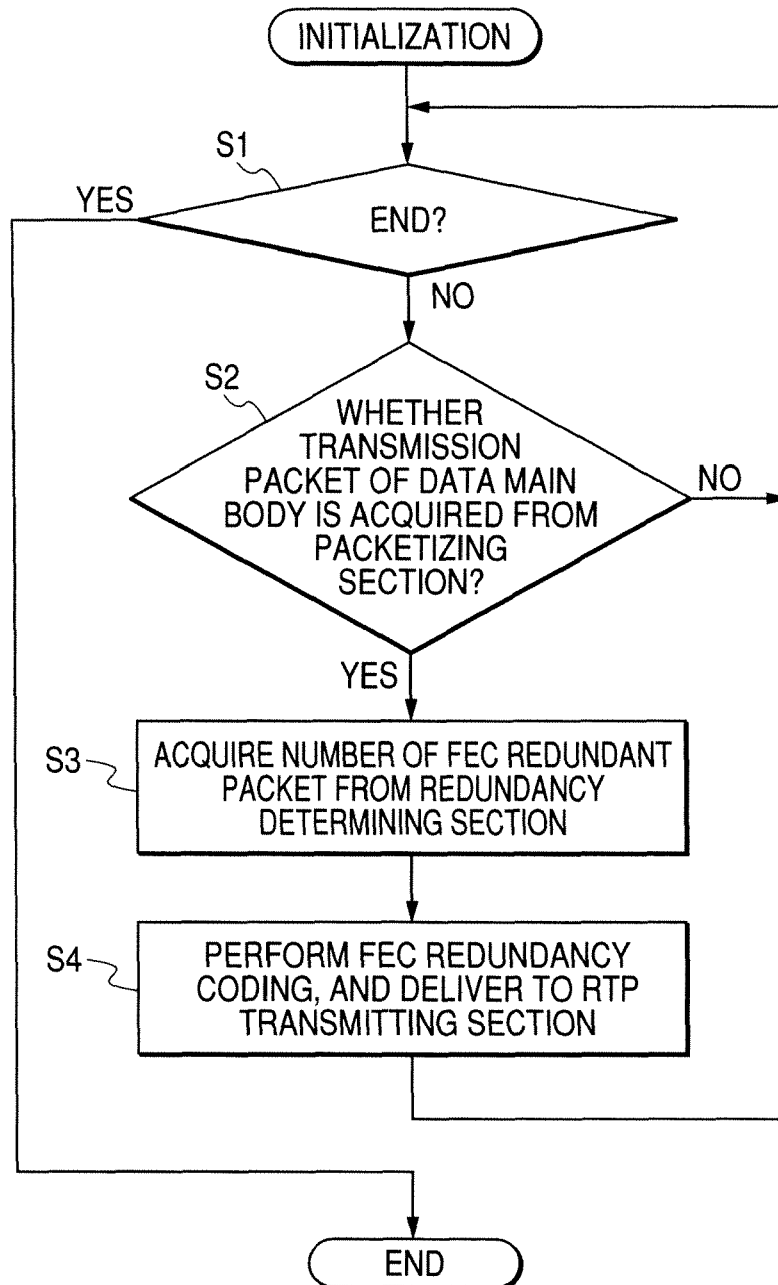 INITIALIZATION
S1
YES
END?
NO
S2
WHETHER
TRANSMISSION
PACKET OF DATA MAIN
BODY IS ACQUIRED FROM
PACKETIZING
SECTION?
NO
YES
S3
ACQUIRE NUMBER OF FEC REDUNDANT
PACKET FROM REDUNDANCY
DETERMINING SECTION
S4
PERFORM FEC REDUNDANCY
CODING, AND DELIVER TO RTP
TRANSMITTING SECTION
END